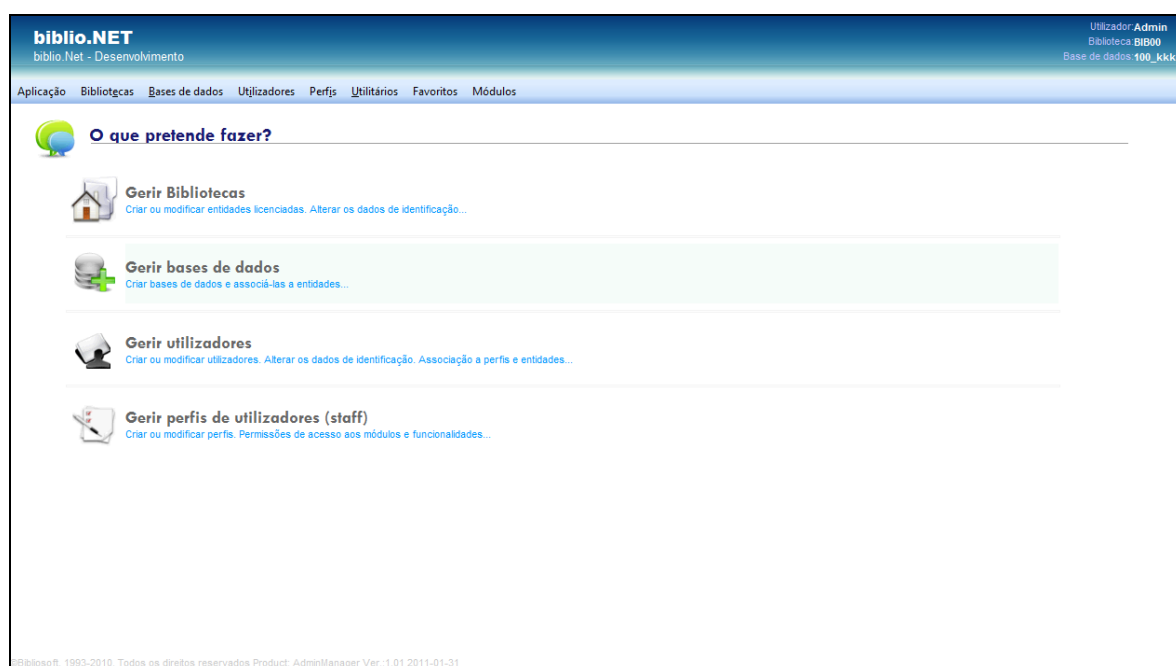 biblio.NET
biblio.Net - Desenvolvimento
Utilizador:Admin
Biblioteca:BIB00
Base de dados:100_kkk
Aplicação Bibliotecas Bases de dados Utilizadores Perfis Utilitários Favoritos Módulos
O que pretende fazer?
Gerir Bibliotecas
Criar ou modificar entidades licenciadas. Alterar os dados de identificação...
Gerir bases de dados
Criar bases de dados e associá-las a entidades...
Gerir utilizadores
Criar ou modificar utilizadores. Alterar os dados de identificação. Associação a perfis e entidades...
Gerir perfis de utilizadores (staff)
Criar ou modificar perfis. Permissões de acesso aos módulos e funcionalidades...
©Bibliosoft, 1993-2010. Todos os direitos reservados Product: AdminManager Ver.:1.01 2011-01-31